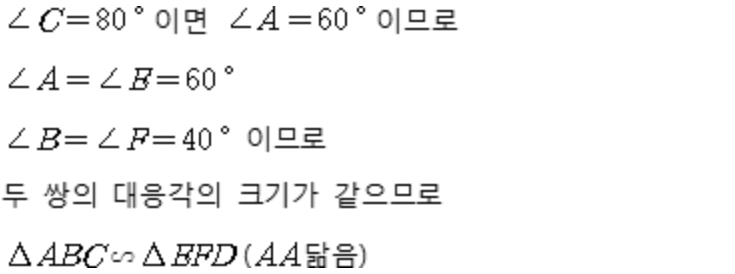 ∠C=80° 이면 ∠A=60° 이므로
∠A=∠E=60°
∠B=∠F=40° 이므로
두 쌍의 대응각의 크기가 같으므로
△ABC∽△EFD(AA닮음)